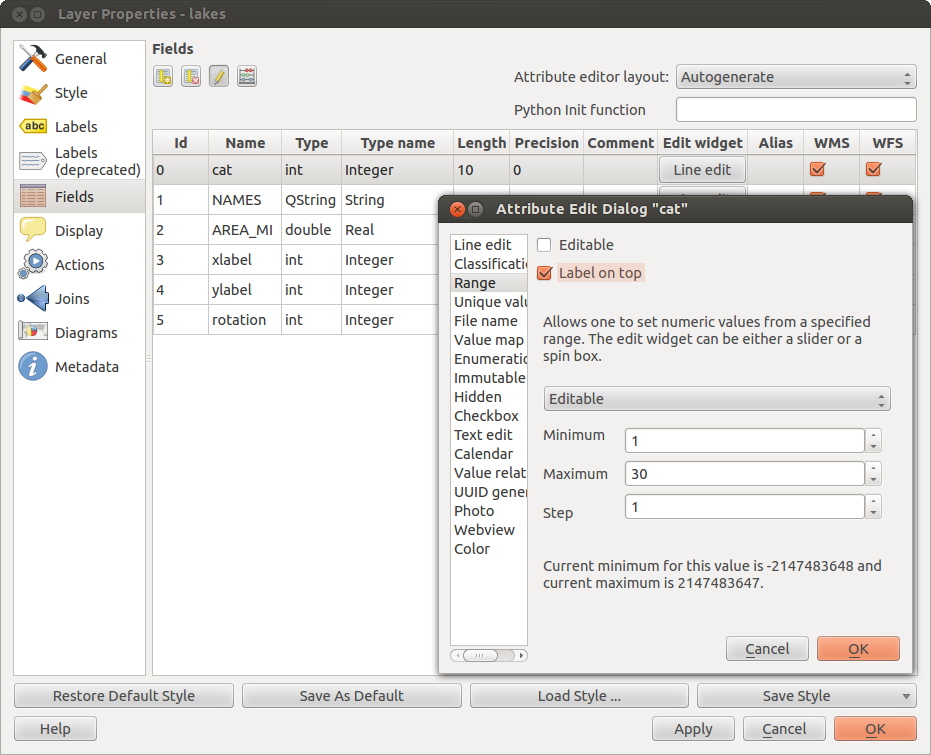 Layer Properties - lakes
General
Style
abc Labels
Labels
(deprecated)
Fields
Display
Actions
Joins
Diagrams
Metadata
Fields
Attribute editor layout: Autogenerate
Python Init function
Id Name Type Type name Length Precision Comment Edit widget Alias WMS WFS
0 cat int Integer 10 0 Line edit
1 NAMES QString String
2 AREA_MI double Real
3 xlabel int Integer
4 ylabel int Integer
5 rotation int Integer
Attribute Edit Dialog "cat"
Line edit
Classificatio
Range
Unique valu
File name
Value map
Enumeratio
Immutable
Hidden
Checkbox
Text edit
Calendar
Value relat
UUID gener
Photo
Webview
Color
Editable
Label on top
Allows one to set numeric values from a specified
range. The edit widget can be either a slider or a
spin box.
Editable
Minimum 1
Maximum 30
Step 1
Current minimum for this value is -2147483648 and
current maximum is 2147483647.
Cancel OK
Restore Default Style Save As Default Load Style ... Save Style
Help Apply Cancel OK